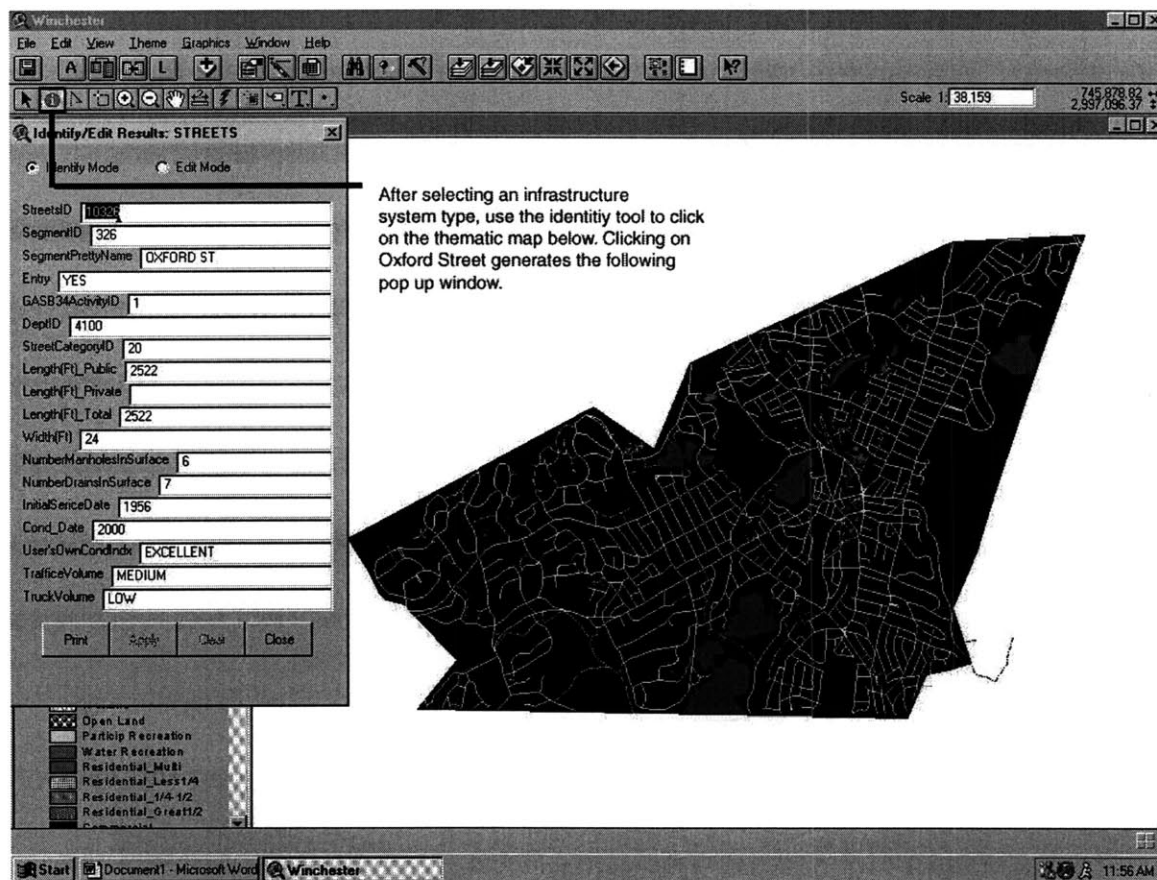 Winchester
File Edit View Theme Graphics Window Help
A L T
Scale 1: 38,159
745,878.82
2,997,096.37
Identify/Edit Results: STREETS
Identify Mode Edit Mode
StreetsID 10326
SegmentID 326
SegmentPrettyName OXFORD ST
Entry YES
GASB34ActivityID 1
DeptID 4100
StreetCategoryID 20
Length(Ft)_Public 2522
Length(Ft)_Private
Length(Ft)_Total 2522
Width(Ft) 24
NumberManholesInSurface 6
NumberDrainsInSurface 7
InitialSericeDate 1956
Cond_Date 2000
User'sOwnCondIndx EXCELLENT
TrafficeVolume MEDIUM
TruckVolume LOW
Print Apply Clear Close
After selecting an infrastructure
system type, use the identitiy tool to click
on the thematic map below. Clicking on
Oxford Street generates the following
pop up window.
Open Land
Particip Recreation
Water Recreation
Residential_Multi
Residential_Less1/4
Residential_1/4-1/2
Residential_Great1/2
Commercial
Start Document1 - Microsoft Word Winchester 11:56 AM